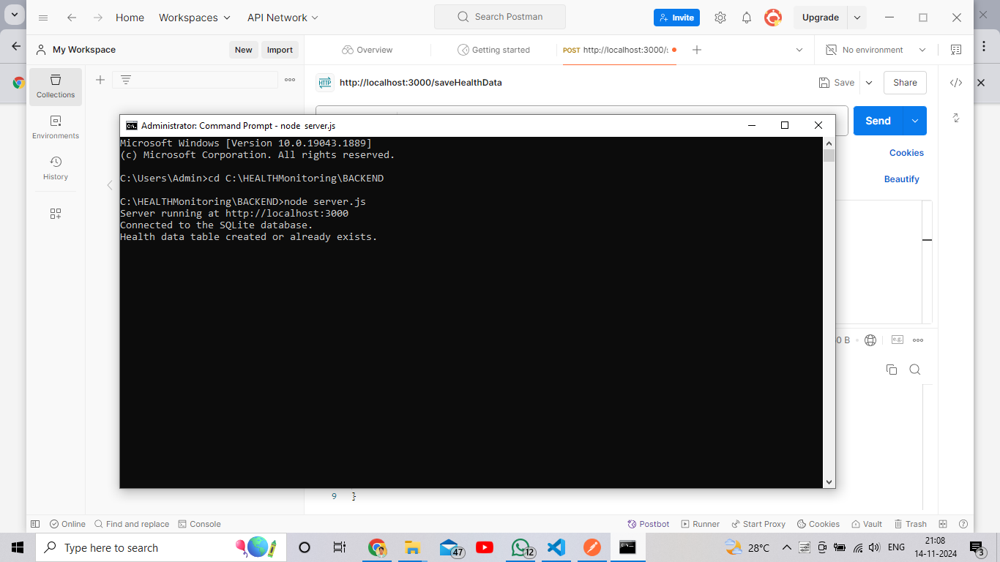 Home Workspaces API Network Search Postman Invite Upgrade
My Workspace New Import Overview Getting started POST http://localhost:3000/s No environment
Collections
HTTP http://localhost:3000/saveHealthData Save Share
Environments
History
Send
Cookies
Beautify
Administrator: Command Prompt - node server.js
Microsoft Windows [Version 10.0.19043.1889]
(c) Microsoft Corporation. All rights reserved.
C:\Users\Admin>cd C:\HEALTHMonitoring\BACKEND
C:\HEALTHMonitoring\BACKEND>node server.js
Server running at http://localhost:3000
Connected to the SQLite database.
Health data table created or already exists.
0 B e.g.
9 }
Online Find and replace Console Postbot Runner Start Proxy Cookies Vault Trash
Type here to search 47 12 28°C ENG 21:08
14-11-2024 3